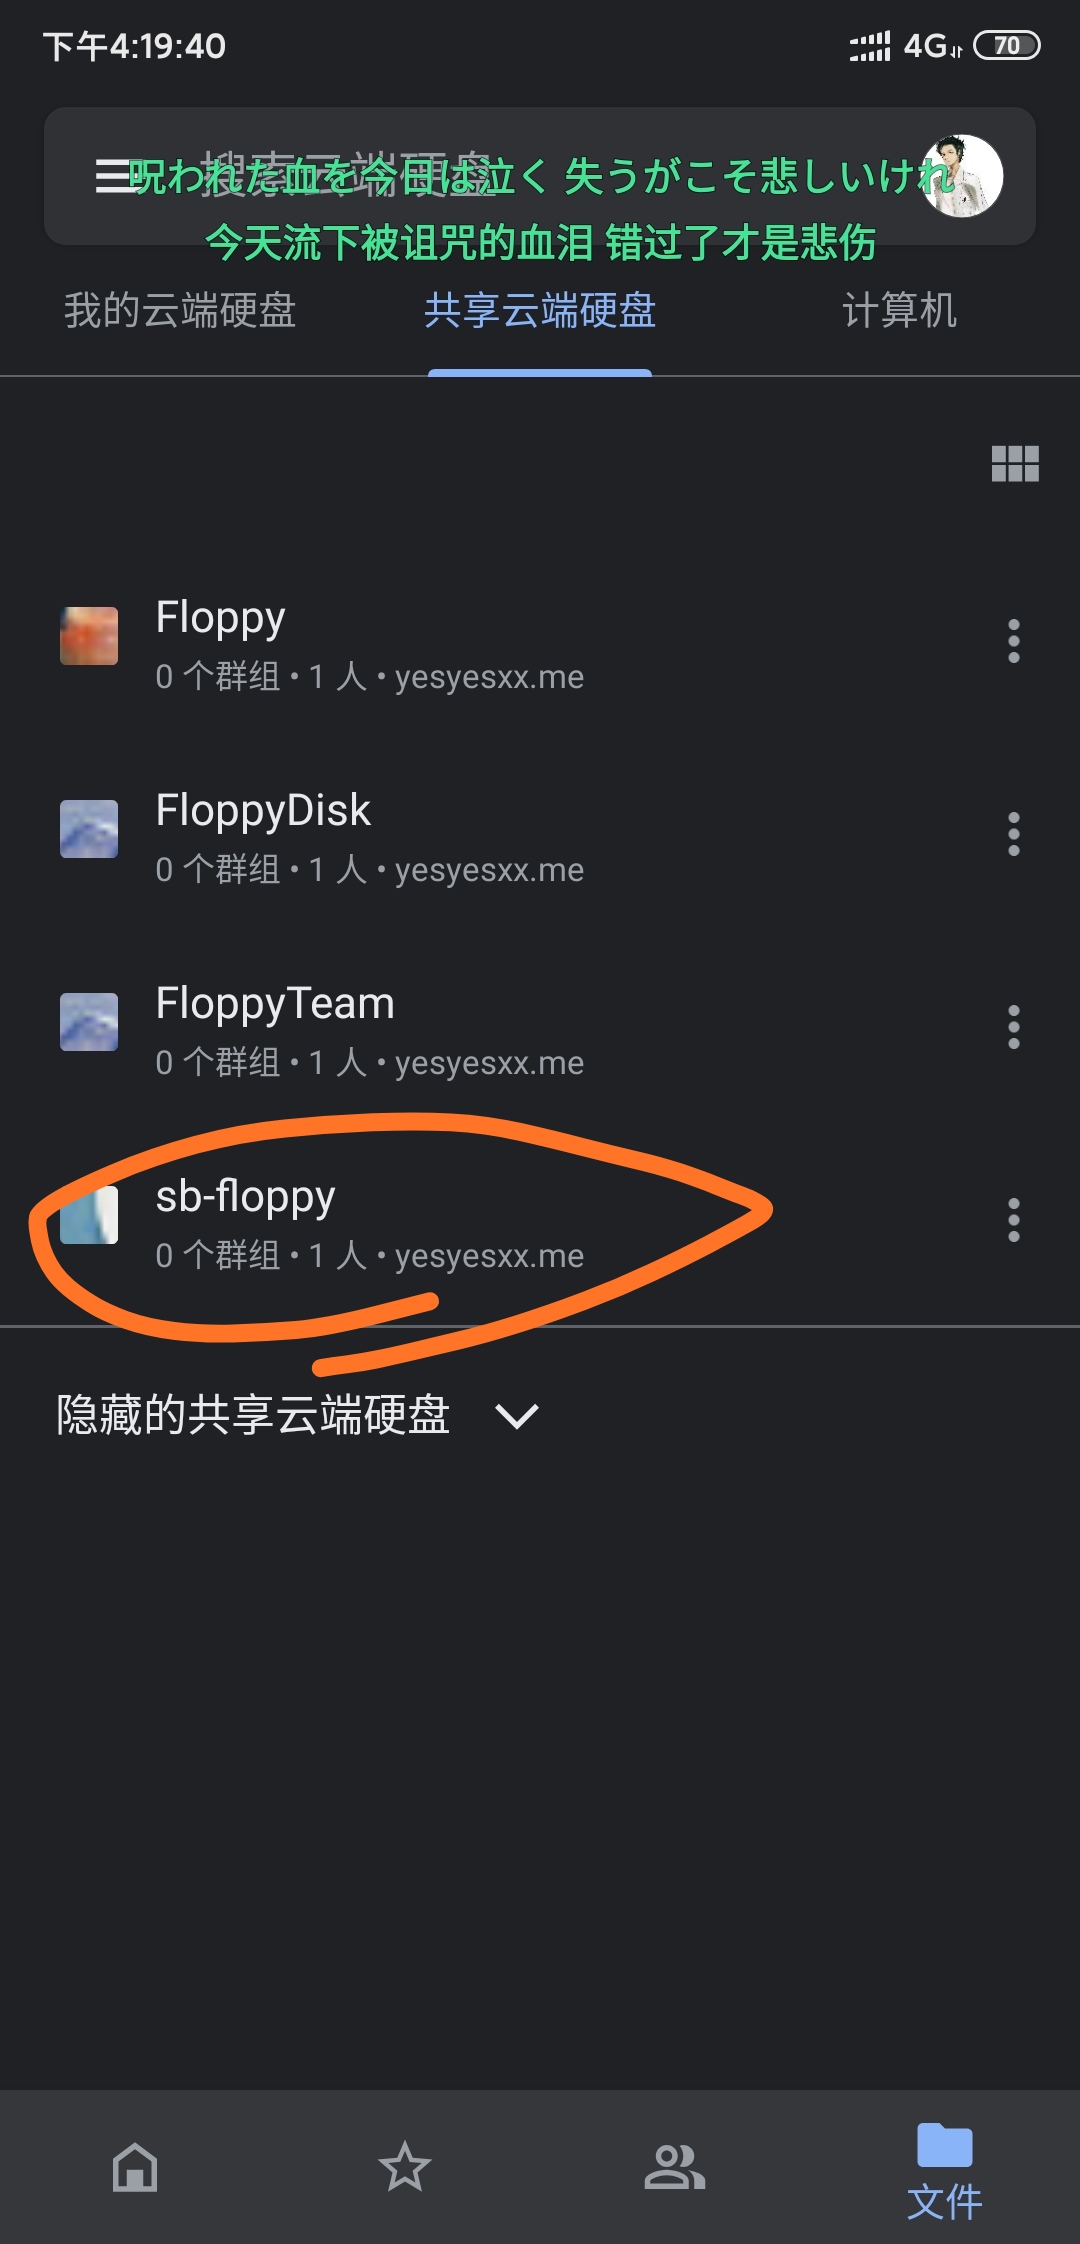 下午4:19:40
4G
70
搜索云端硬盘
呪われた血を今日は泣く 失うがこそ悲しいけれ
今天流下被诅咒的血泪 错过了才是悲伤
我的云端硬盘
共享云端硬盘
计算机
Floppy
0 个群组 • 1 人 • yesyesxx.me
FloppyDisk
0 个群组 • 1 人 • yesyesxx.me
FloppyTeam
0 个群组 • 1 人 • yesyesxx.me
sb-floppy
0 个群组 • 1 人 • yesyesxx.me
隐藏的共享云端硬盘
文件